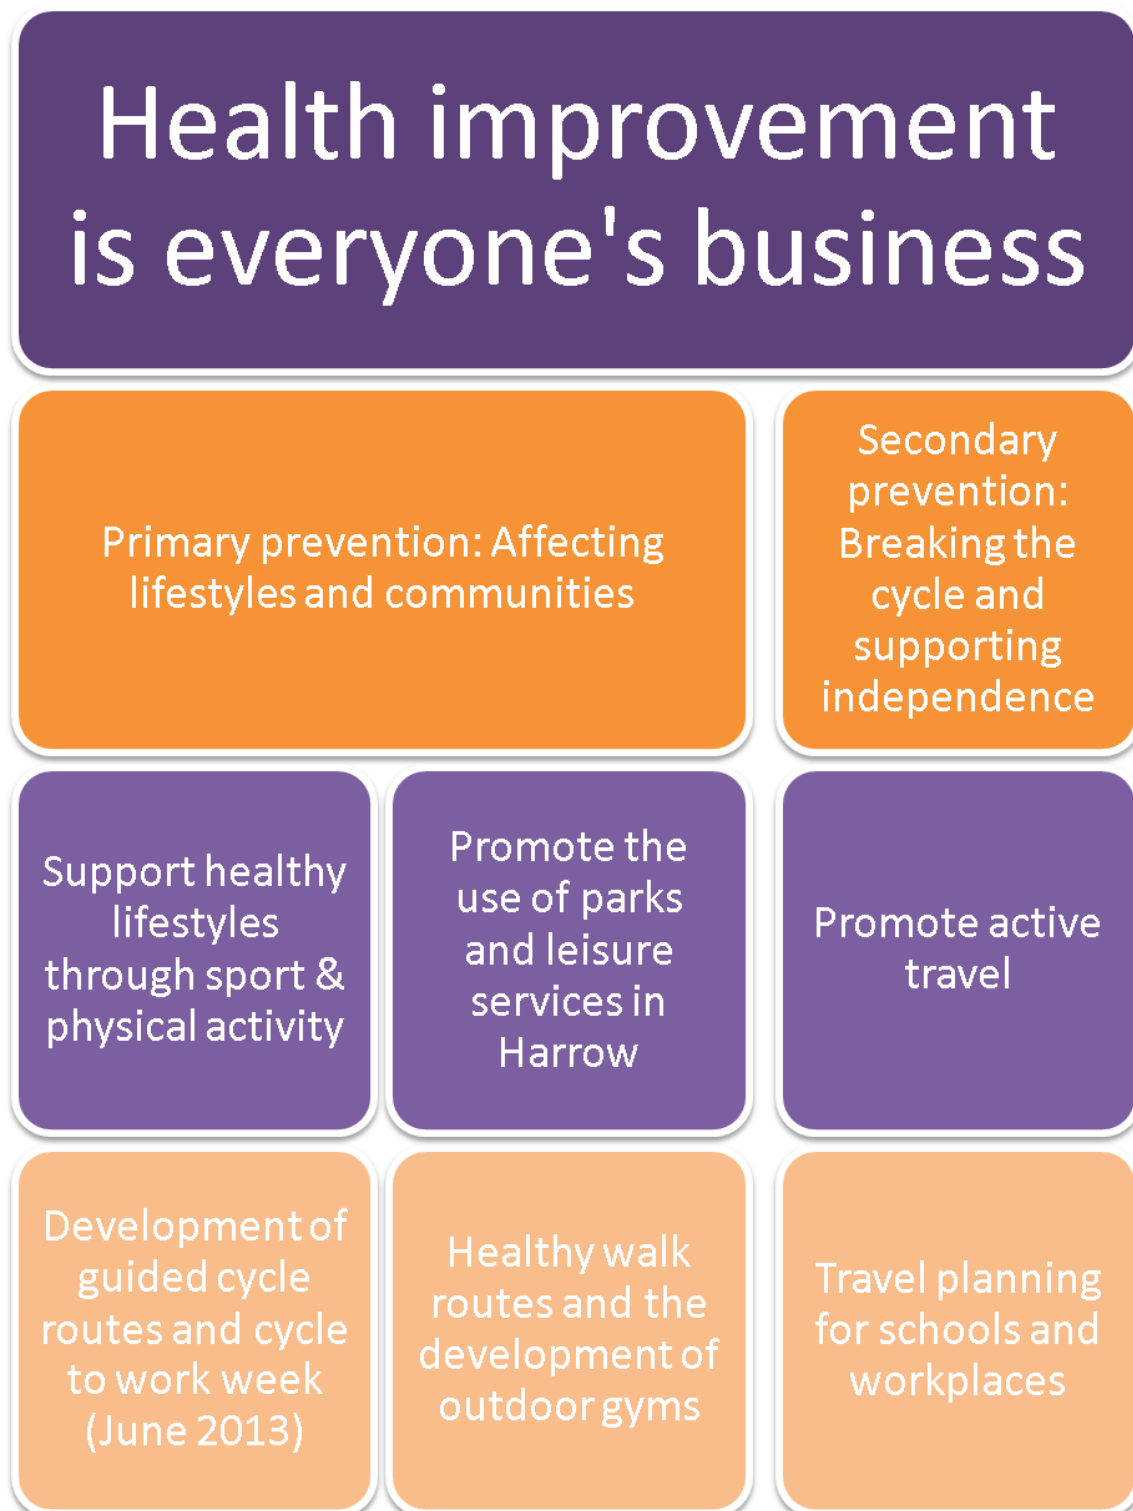 Health improvement
is everyone's business
Primary prevention: Affecting
lifestyles and communities
Secondary
prevention:
Breaking the
cycle and
supporting
independence
Support healthy
lifestyles
through sport &
physical activity
Promote the
use of parks
and leisure
services in
Harrow
Promote active
travel
Development of
guided cycle
routes and cycle
to work week
(June 2013)
Healthy walk
routes and the
development of
outdoor gyms
Travel planning
for schools and
workplaces